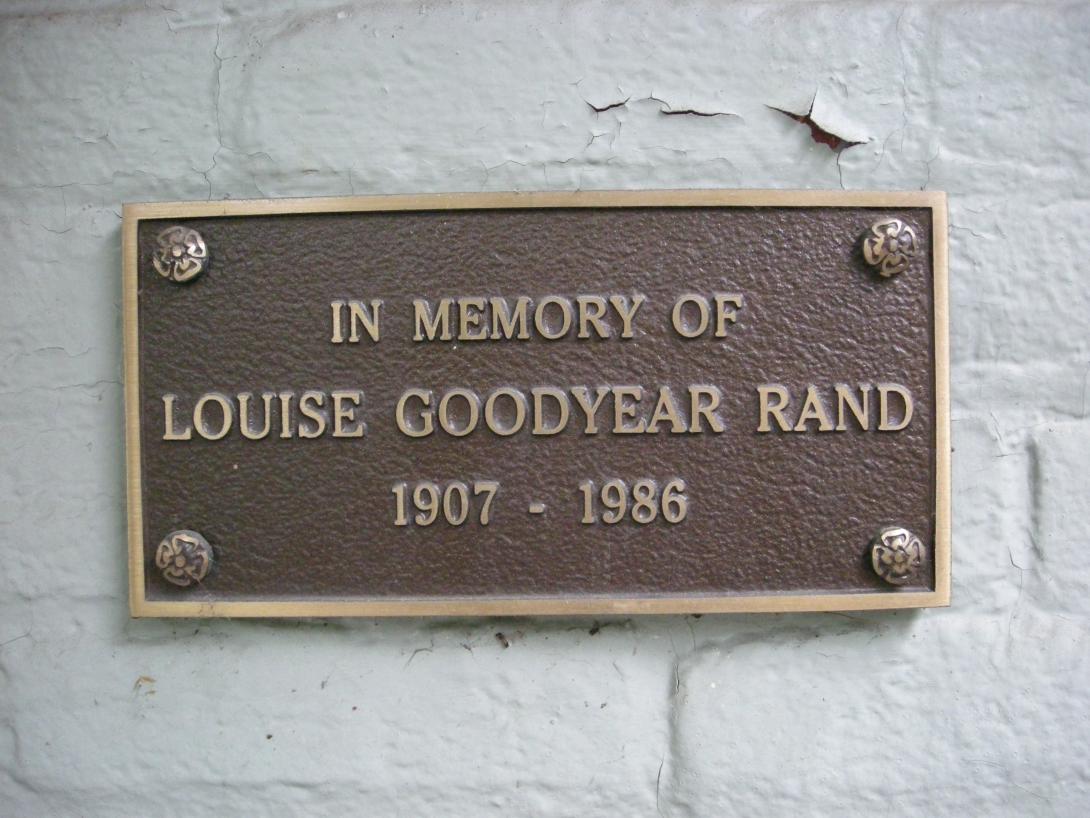 IN MEMORY OF
LOUISE GOODYEAR RAND
1907 - 1986